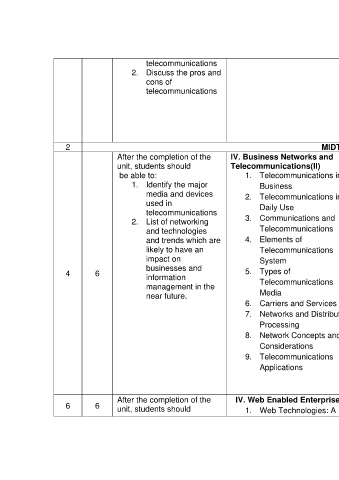 telecommunications
2. Discuss the pros and
cons of
telecommunications
2
MIDT
4
6
After the completion of the
unit, students should
be able to:
1. Identify the major
media and devices
used in
telecommunications
2. List of networking
and technologies
and trends which are
likely to have an
impact on
businesses and
information
management in the
near future.
IV. Business Networks and
Telecommunications(II)
1. Telecommunications in
Business
2. Telecommunications in
Daily Use
3. Communications and
Telecommunications
4. Elements of
Telecommunications
System
5. Types of
Telecommunications
Media
6. Carriers and Services
7. Networks and Distribut
Processing
8. Network Concepts and
Considerations
9. Telecommunications
Applications
6
6
After the completion of the
unit, students should
IV. Web Enabled Enterprise
1. Web Technologies: A